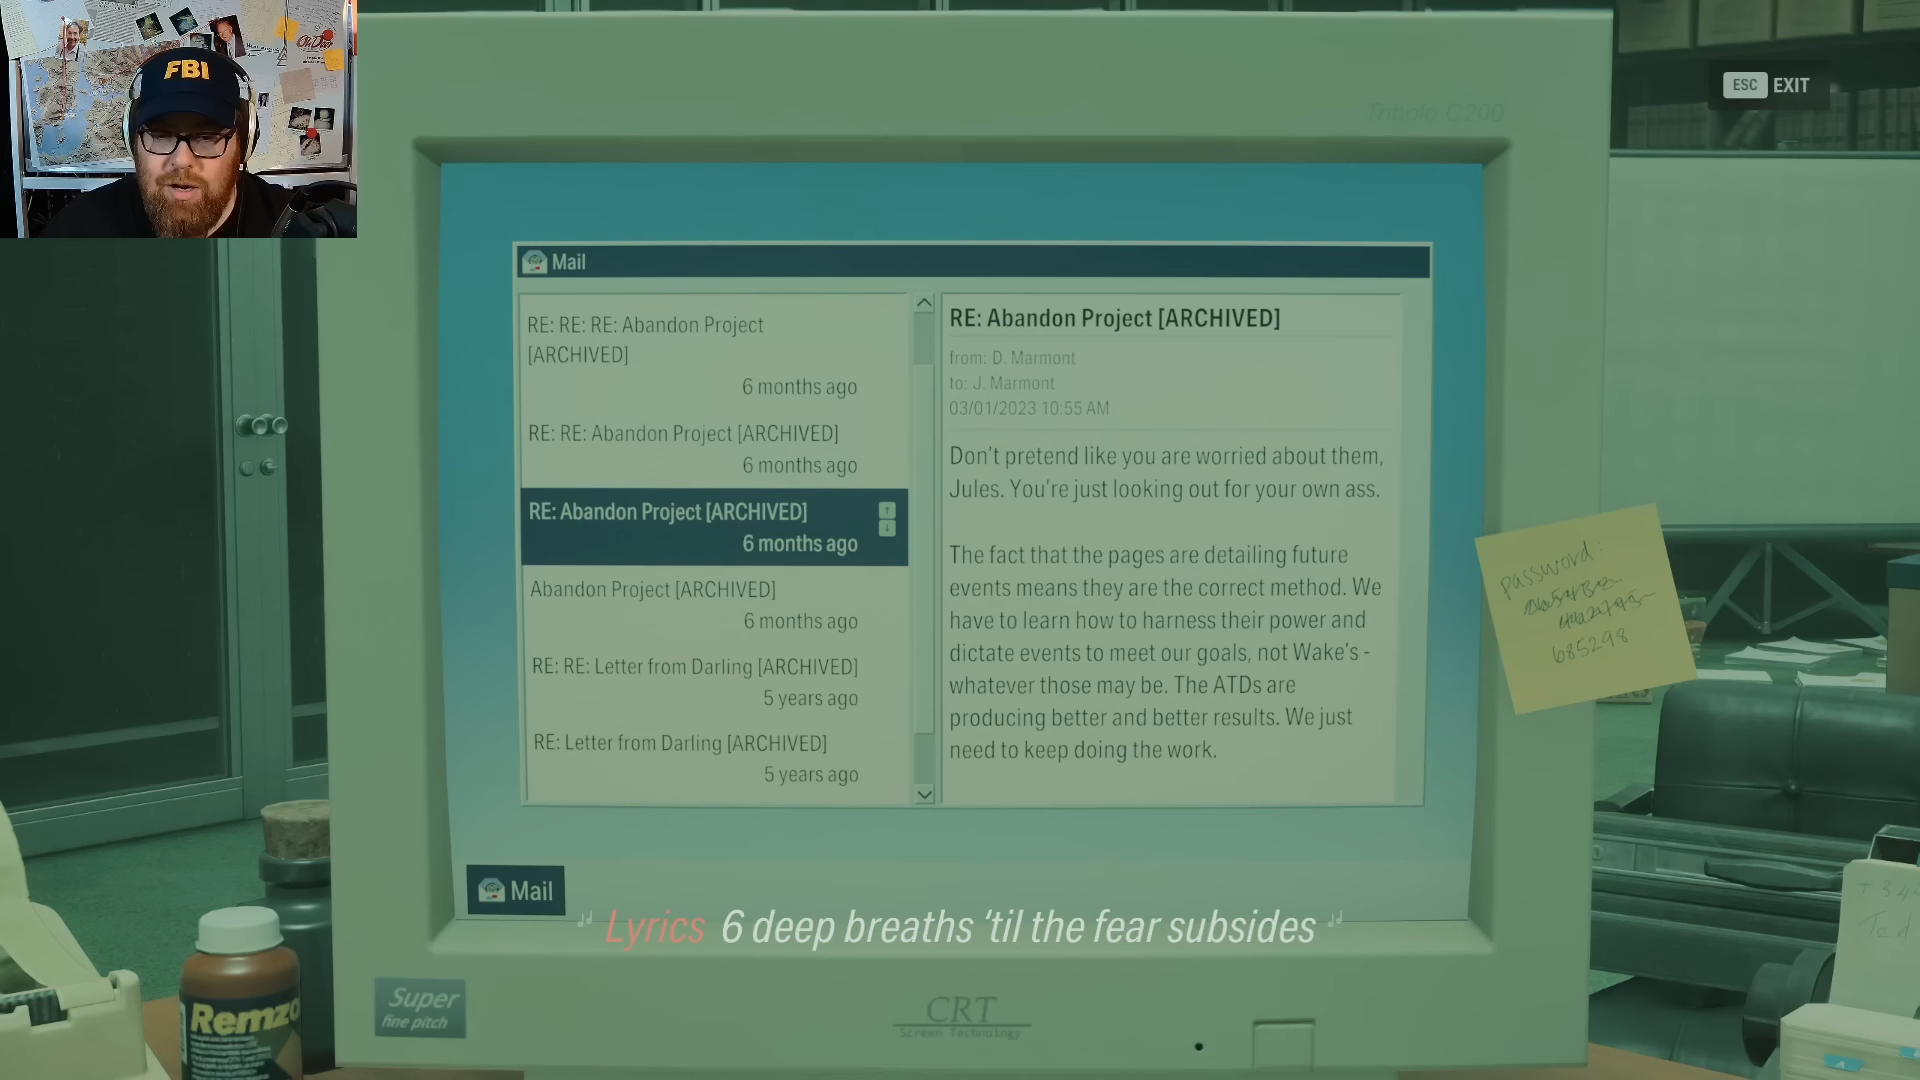 FBI
Oh Deer
Tribolo C200
ESC EXIT
Mail
RE: RE: RE: Abandon Project
[ARCHIVED]
6 months ago
RE: RE: Abandon Project [ARCHIVED]
6 months ago
RE: Abandon Project [ARCHIVED]
6 months ago
Abandon Project [ARCHIVED]
6 months ago
RE: RE: Letter from Darling [ARCHIVED]
5 years ago
RE: Letter from Darling [ARCHIVED]
5 years ago
RE: Abandon Project [ARCHIVED]
from: D. Marmont
to: J. Marmont
03/01/2023 10:55 AM
Don't pretend like you are worried about them,
Jules. You're just looking out for your own ass.
The fact that the pages are detailing future
events means they are the correct method. We
have to learn how to harness their power and
dictate events to meet our goals, not Wake's -
whatever those may be. The ATDs are
producing better and better results. We just
need to keep doing the work.
password:
685298
Mail
Lyrics 6 deep breaths ‘til the fear subsides
Super
fine pitch
CRT
Screen Technology
Remzo